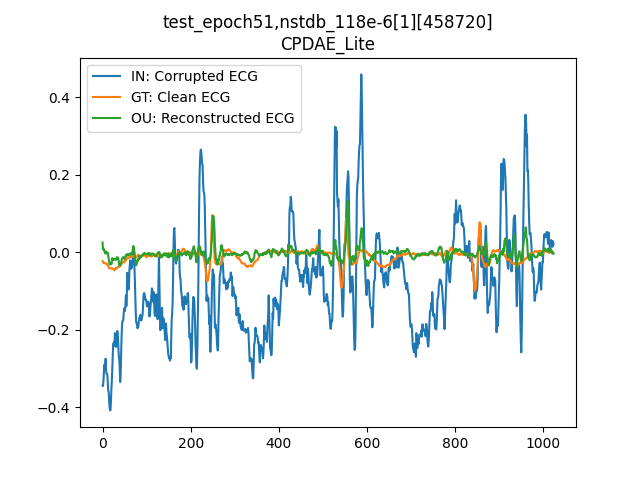 test_epoch51,nstdb_118e-6[1][458720]
CPDAE_Lite
IN: Corrupted ECG
GT: Clean ECG
OU: Reconstructed ECG
0.4
0.2
0.0
−0.2
−0.4
0 200 400 600 800 1000